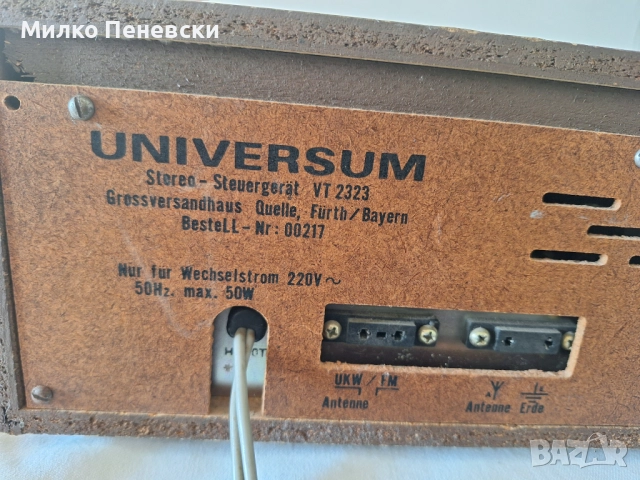 Милко Пеневски
UNIVERSUM
Stereo-Steuergerät VT 2323
Grossversandhaus Quelle, Fürth/Bayern
BesteLL-Nr: 00217
Nur für Wechselstrom 220V~
50Hz. max. 50W
UKW/FM
Antenne
Antenne Erde
BAZAR